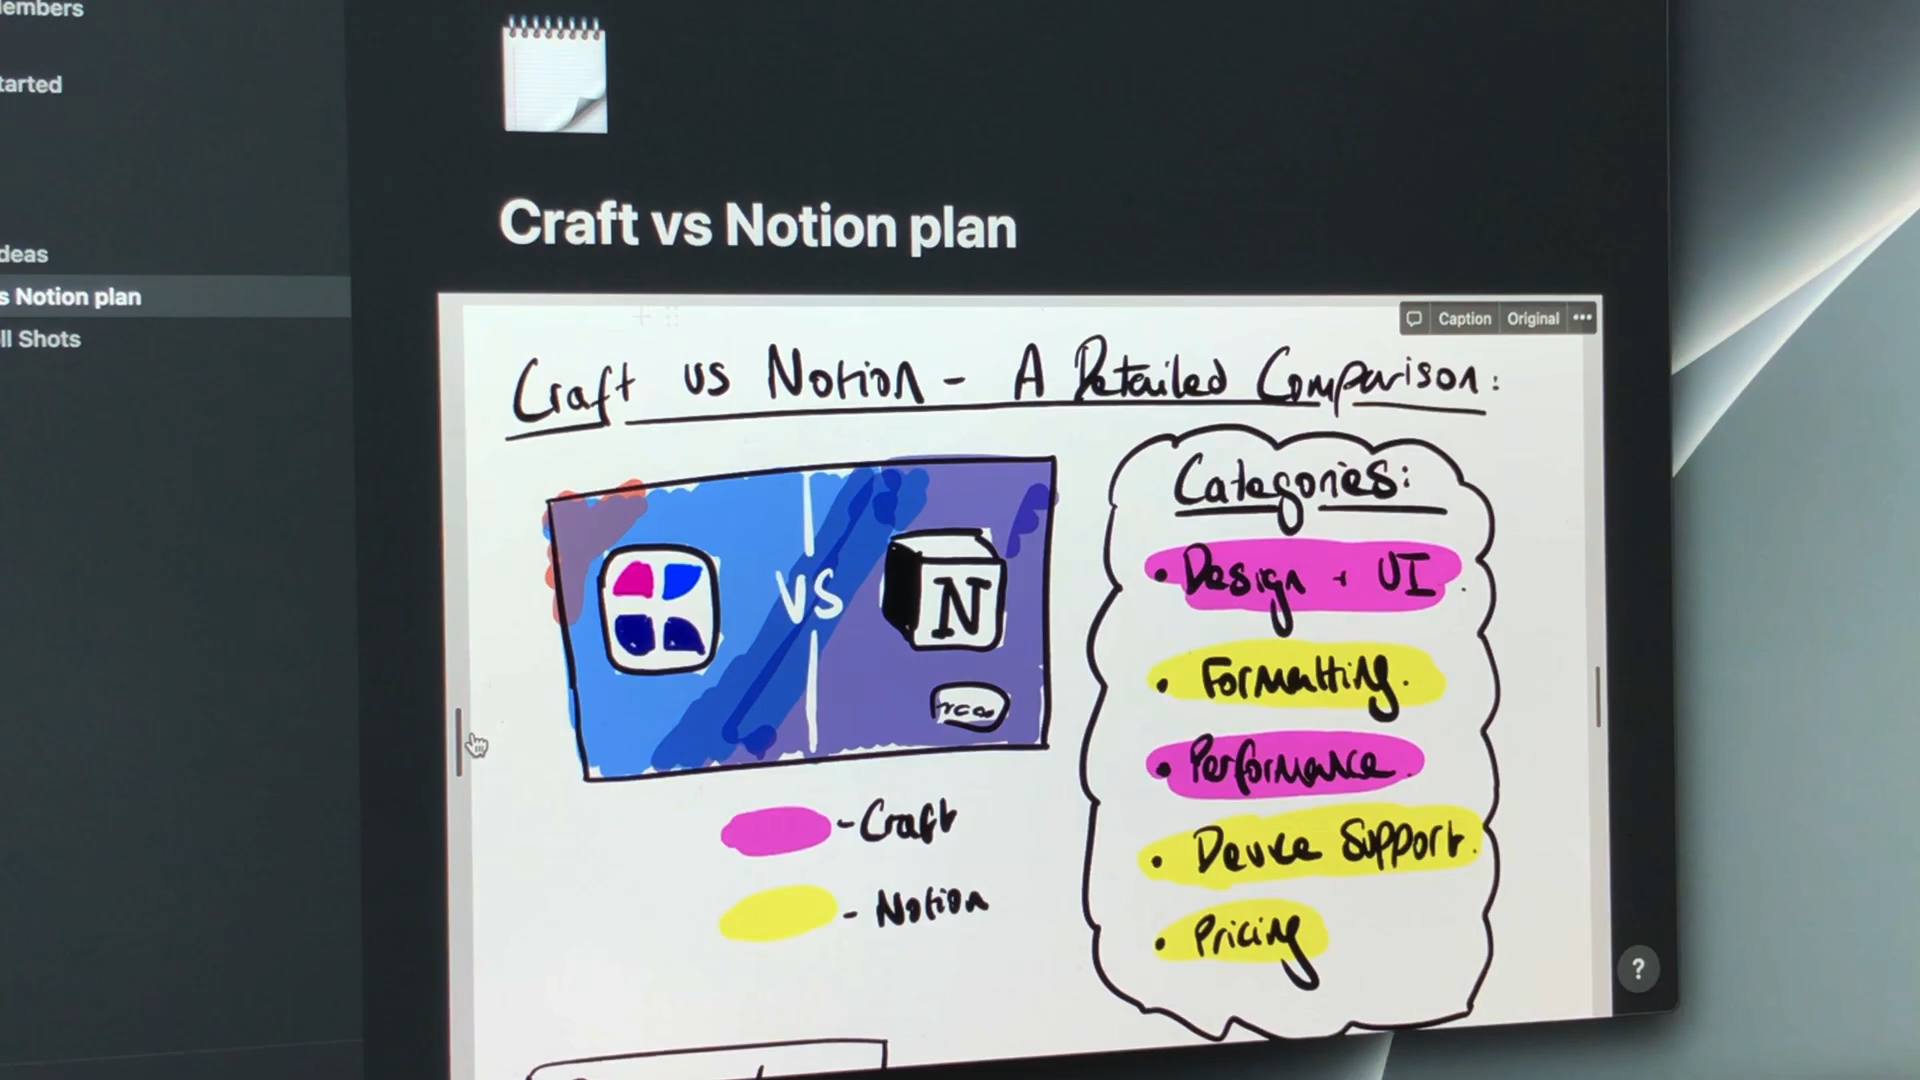 embers
tarted
deas
s Notion plan
ll Shots
Craft vs Notion plan
Caption Original •••
Craft vs Notion - A Detailed Comparison:
VS
N
Categories:
• Design + UI.
• Formatting.
• Performance.
• Device Support.
• Pricing
- Craft
- Notion
?